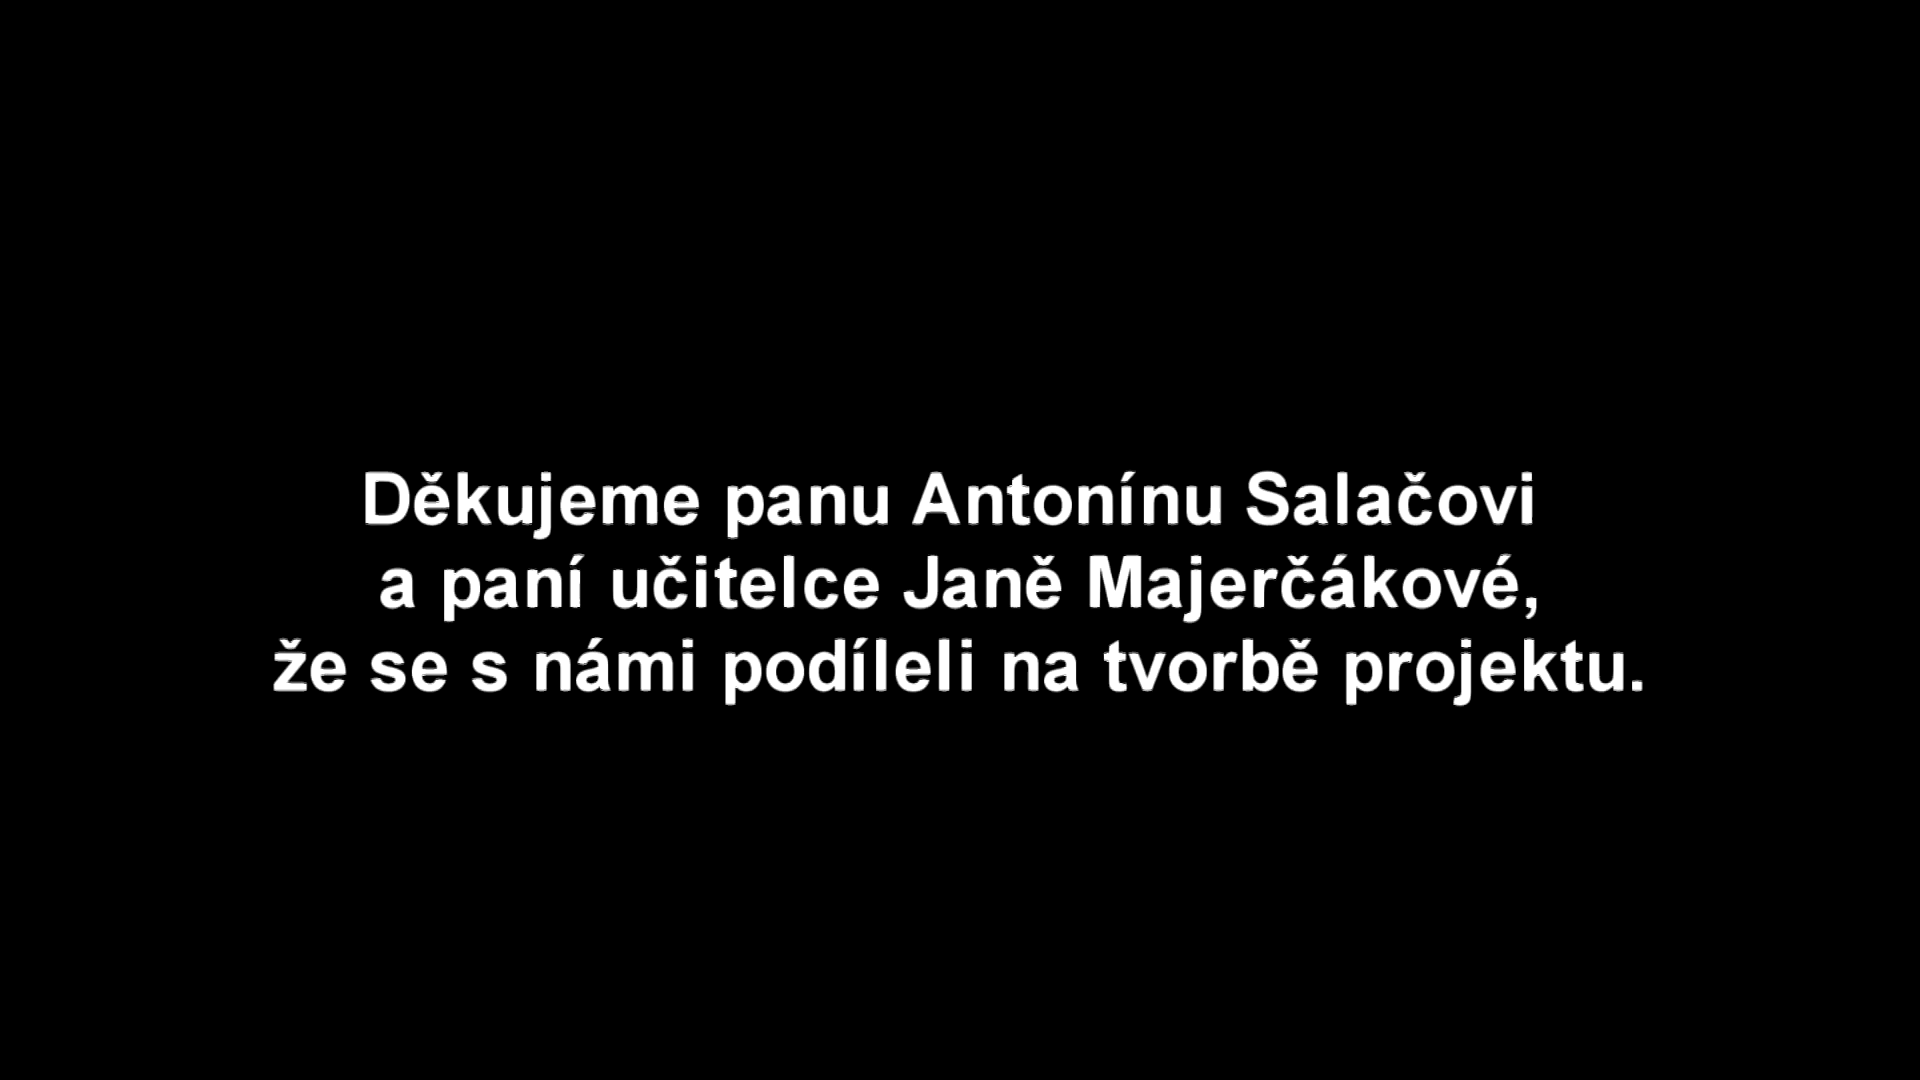 Děkujeme panu Antonínu Salačovi
a paní učitelce Janě Majerčákové,
že se s námi podíleli na tvorbě projektu.